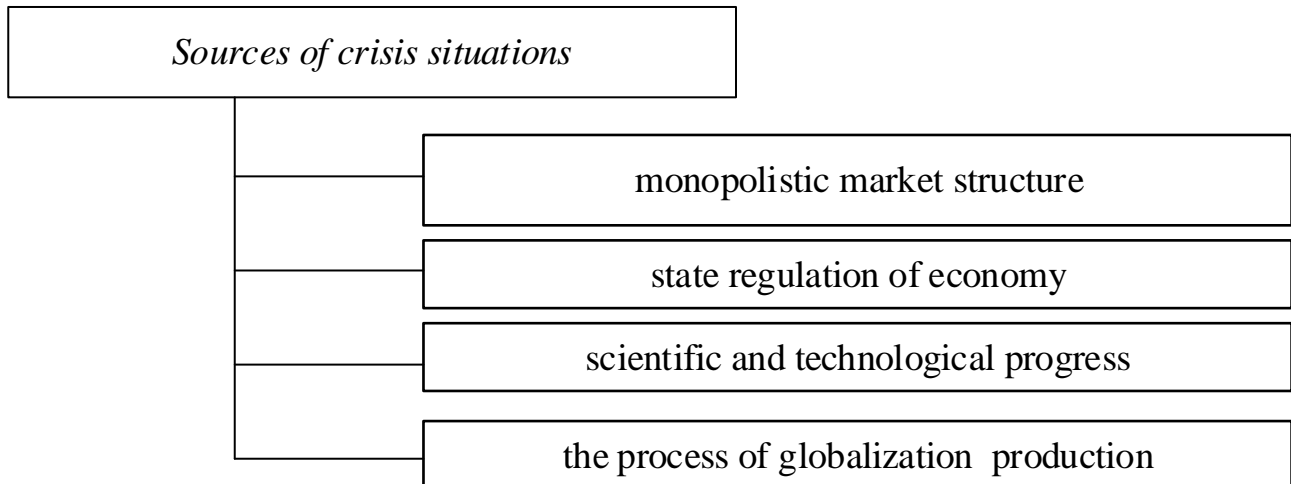 Sources of crisis situations
monopolistic market structure
state regulation of economy
scientific and technological progress
the process of globalization production